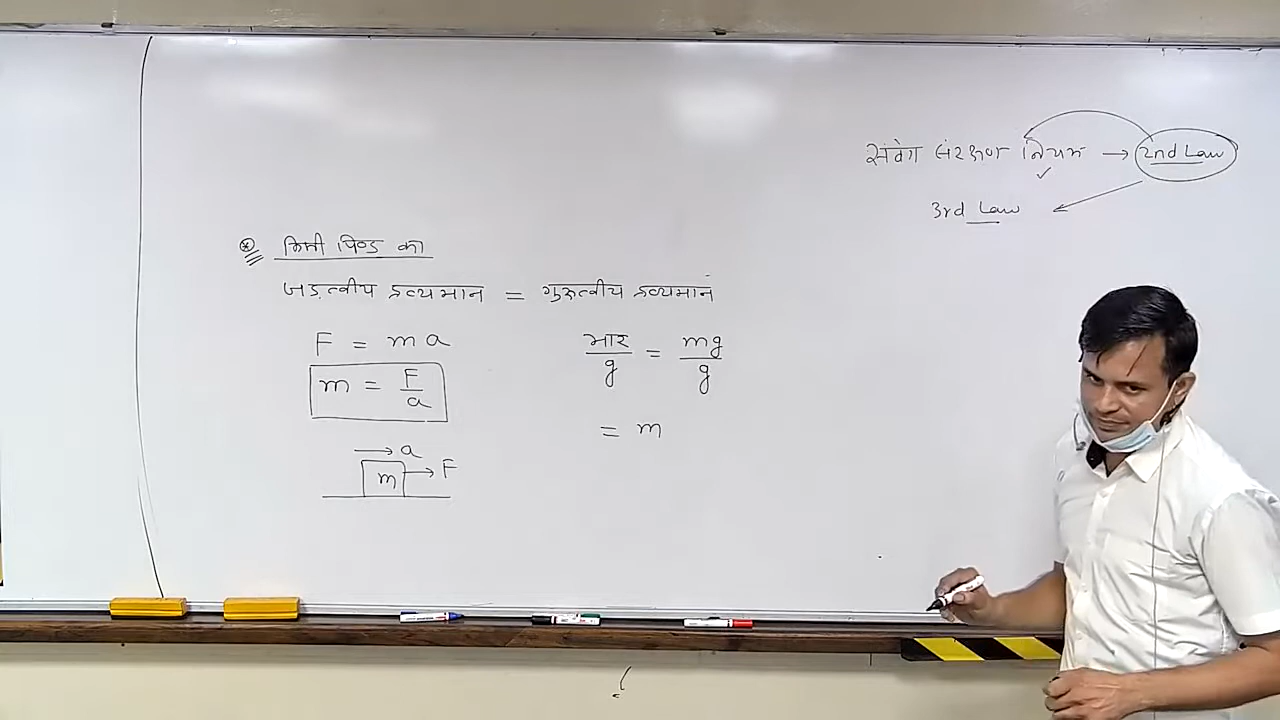 संवेग संरक्षण नियम → 2nd Law
✓
3rd Law
किसी पिण्ड का
जड़त्वीय द्रव्यमान = गुरुत्वीय द्रव्यमान
F = ma
m = F/a
a
m F
भार/g = mg/g
= m